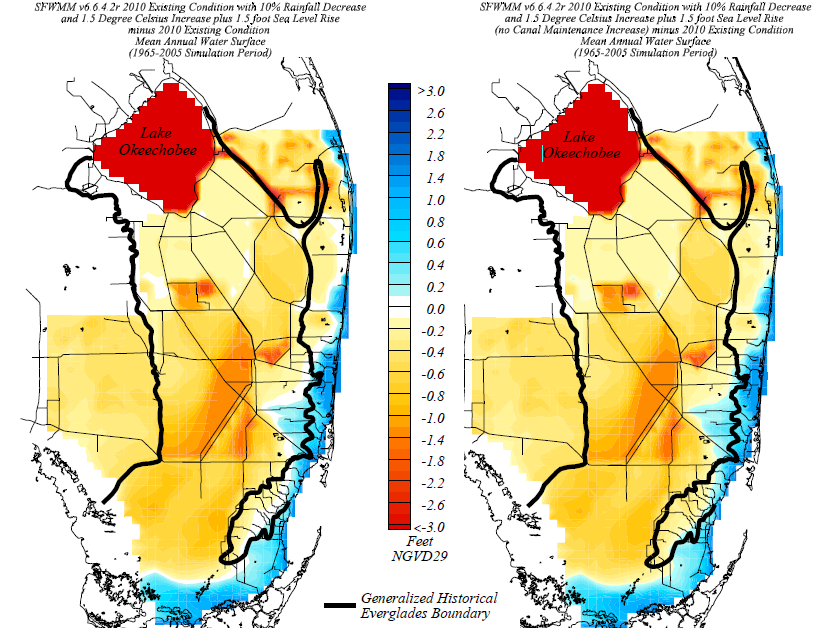 SFWMM v6.6.4.2r 2010 Existing Condition with 10% Rainfall Decrease
and 1.5 Degree Celsius Increase plus 1.5 foot Sea Level Rise
minus 2010 Existing Condition
Mean Annual Water Surface
(1965-2005 Simulation Period)
SFWMM v6.6.4.2r 2010 Existing Condition with 10% Rainfall Decrease
and 1.5 Degree Celsius Increase plus 1.5 foot Sea Level Rise
(no Canal Maintenance Increase) minus 2010 Existing Condition
Mean Annual Water Surface
(1965-2005 Simulation Period)
Lake
Okeechobee
>3.0
2.6
2.2
1.8
1.4
1.0
0.8
0.6
0.4
0.2
0.0
-0.2
-0.4
-0.6
-0.8
-1.0
-1.4
-1.8
-2.2
-2.6
<-3.0
Feet
NGVD29
Lake
Okeechobee
Generalized Historical
Everglades Boundary